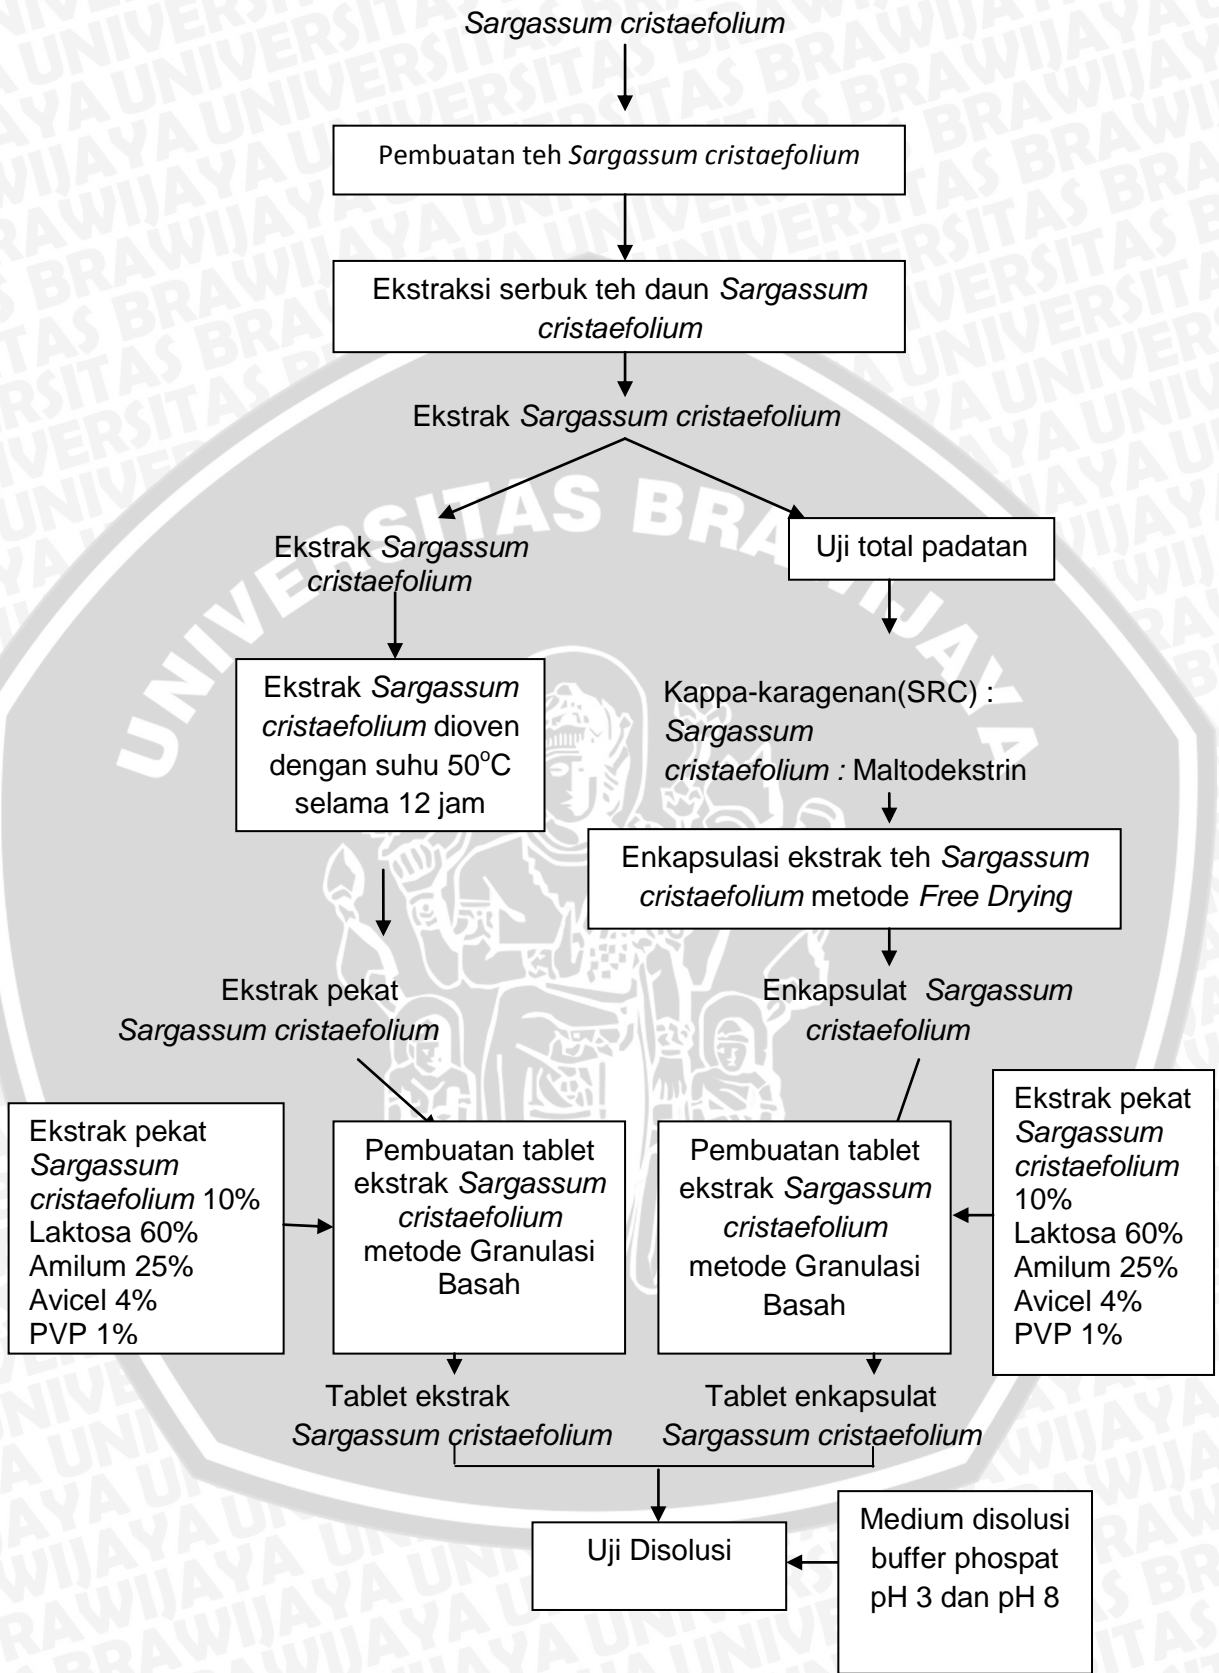 Sargassum cristaefolium
Pembuatan teh Sargassum cristaefolium
Ekstraksi serbuk teh daun Sargassum
cristaefolium
Ekstrak Sargassum cristaefolium
Ekstrak Sargassum
cristaefolium
Uji total padatan
Ekstrak Sargassum
cristaefolium dioven
dengan suhu 50°C
selama 12 jam
Kappa-karagenan(SRC) :
Sargassum
cristaefolium : Maltodekstrin
Enkapsulasi ekstrak teh Sargassum
cristaefolium metode Free Drying
Ekstrak pekat
Sargassum cristaefolium
Enkapsulat Sargassum
cristaefolium
Ekstrak pekat
Sargassum
cristaefolium 10%
Laktosa 60%
Amilum 25%
Avicel 4%
PVP 1%
Pembuatan tablet
ekstrak Sargassum
cristaefolium
metode Granulasi
Basah
Pembuatan tablet
ekstrak Sargassum
cristaefolium
metode Granulasi
Basah
Ekstrak pekat
Sargassum
cristaefolium
10%
Laktosa 60%
Amilum 25%
Avicel 4%
PVP 1%
Tablet ekstrak
Sargassum cristaefolium
Tablet enkapsulat
Sargassum cristaefolium
Uji Disolusi
Medium disolusi
buffer phospat
pH 3 dan pH 8
UNIVERSITAS BRAWIJAYA